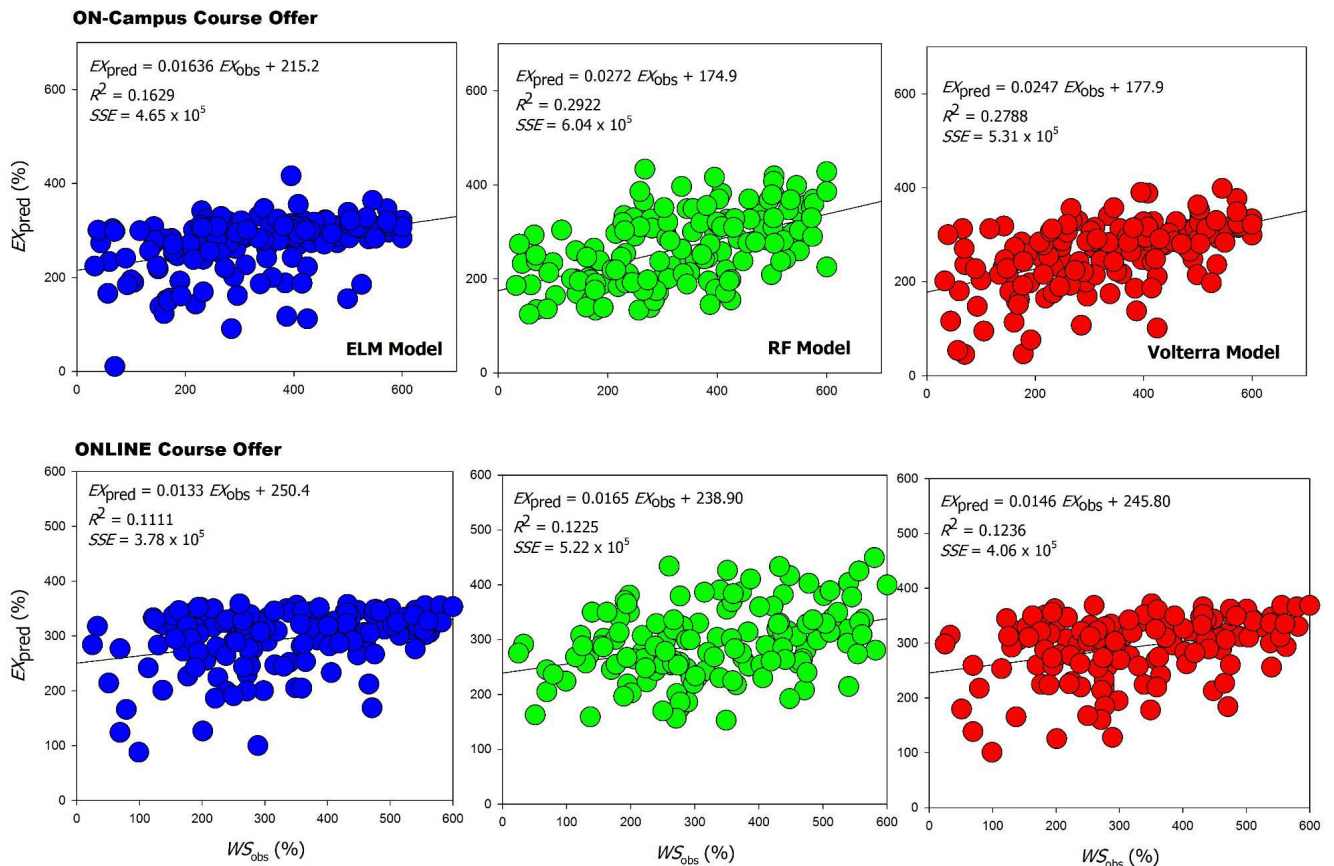 ON-Campus Course Offer
EXpred = 0.01636 EXobs + 215.2
R² = 0.1629
SSE = 4.65 x 10⁵
600
400
200
0
EXpred (%)
ELM Model
0 200 400 600
EXpred = 0.0272 EXobs + 174.9
R² = 0.2922
SSE = 6.04 x 10⁵
600
400
200
0
RF Model
0 200 400 600
EXpred = 0.0247 EXobs + 177.9
R² = 0.2788
SSE = 5.31 x 10⁵
600
400
200
0
Volterra Model
0 200 400 600
ONLINE Course Offer
EXpred = 0.0133 EXobs + 250.4
R² = 0.1111
SSE = 3.78 x 10⁵
600
500
400
300
200
100
0
EXpred (%)
0 100 200 300 400 500 600
WSobs (%)
EXpred = 0.0165 EXobs + 238.90
R² = 0.1225
SSE = 5.22 x 10⁵
600
500
400
300
200
100
0
0 200 400 600
WSobs (%)
EXpred = 0.0146 EXobs + 245.80
R² = 0.1236
SSE = 4.06 x 10⁵
600
500
400
300
200
100
0
0 100 200 300 400 500 600
WSobs (%)